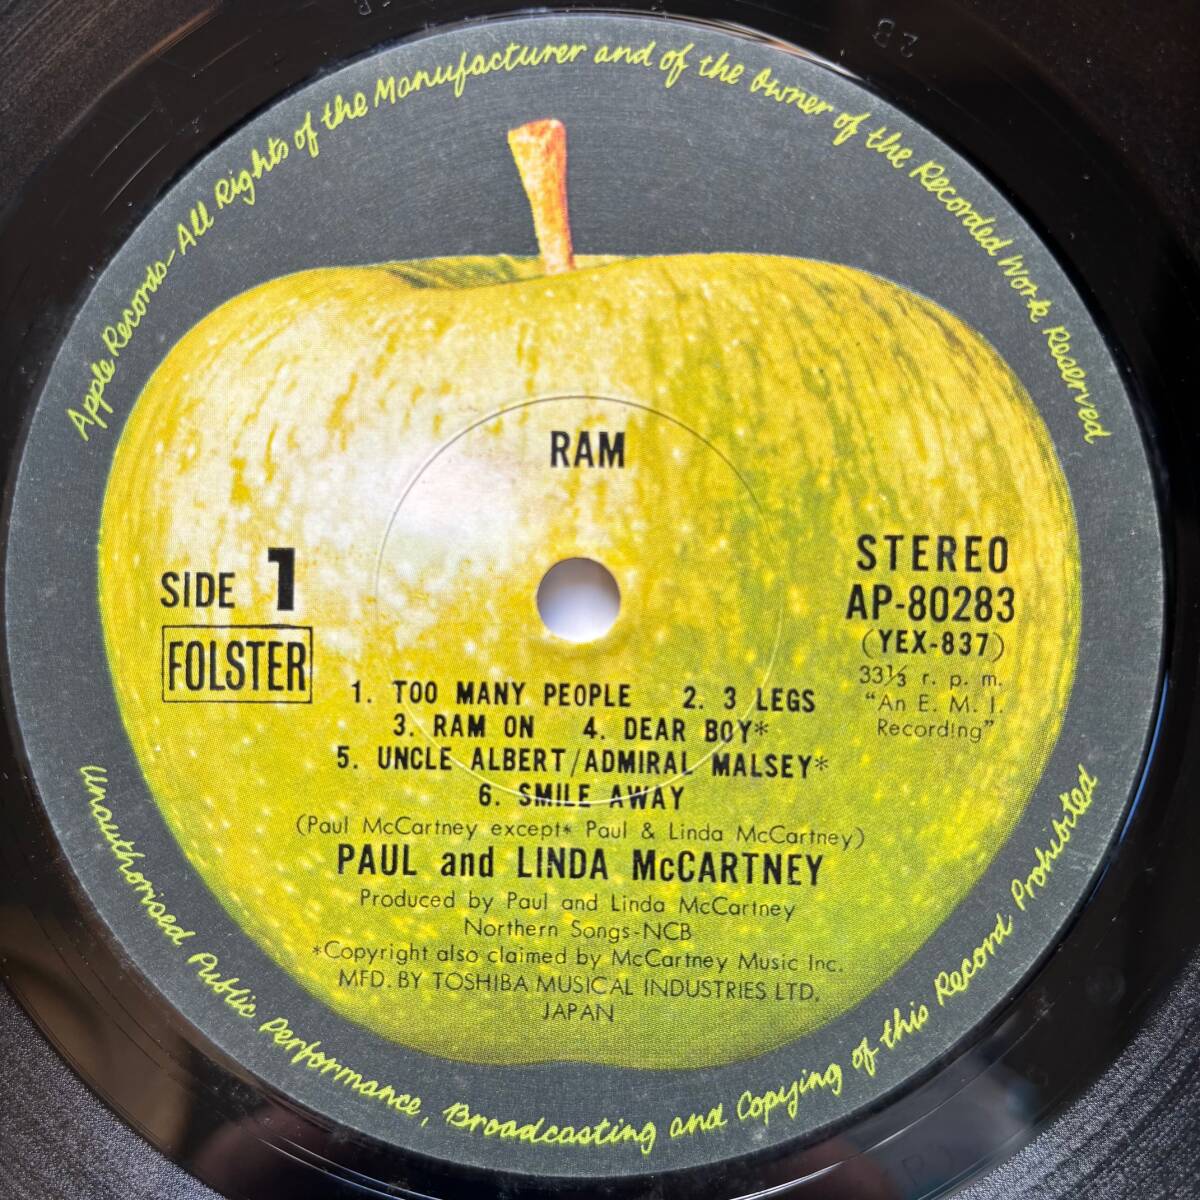 Apple Records-All Rights of the Manufacturer and of the Owner of the Recorded Work Reserved
RAM
SIDE 1
FOLSTER
STEREO
AP-80283
(YEX-837)
33⅓ r. p. m.
"An E. M. I.
Recording"
1. TOO MANY PEOPLE 2. 3 LEGS
3. RAM ON 4. DEAR BOY*
5. UNCLE ALBERT/ADMIRAL MALSEY*
6. SMILE AWAY
(Paul McCartney except* Paul & Linda McCartney)
PAUL and LINDA McCARTNEY
Produced by Paul and Linda McCartney
Northern Songs-NCB
*Copyright also claimed by McCartney Music Inc.
MFD. BY TOSHIBA MUSICAL INDUSTRIES LTD.
JAPAN
Unauthorised Public Performance, Broadcasting and Copying of this Record Prohibited